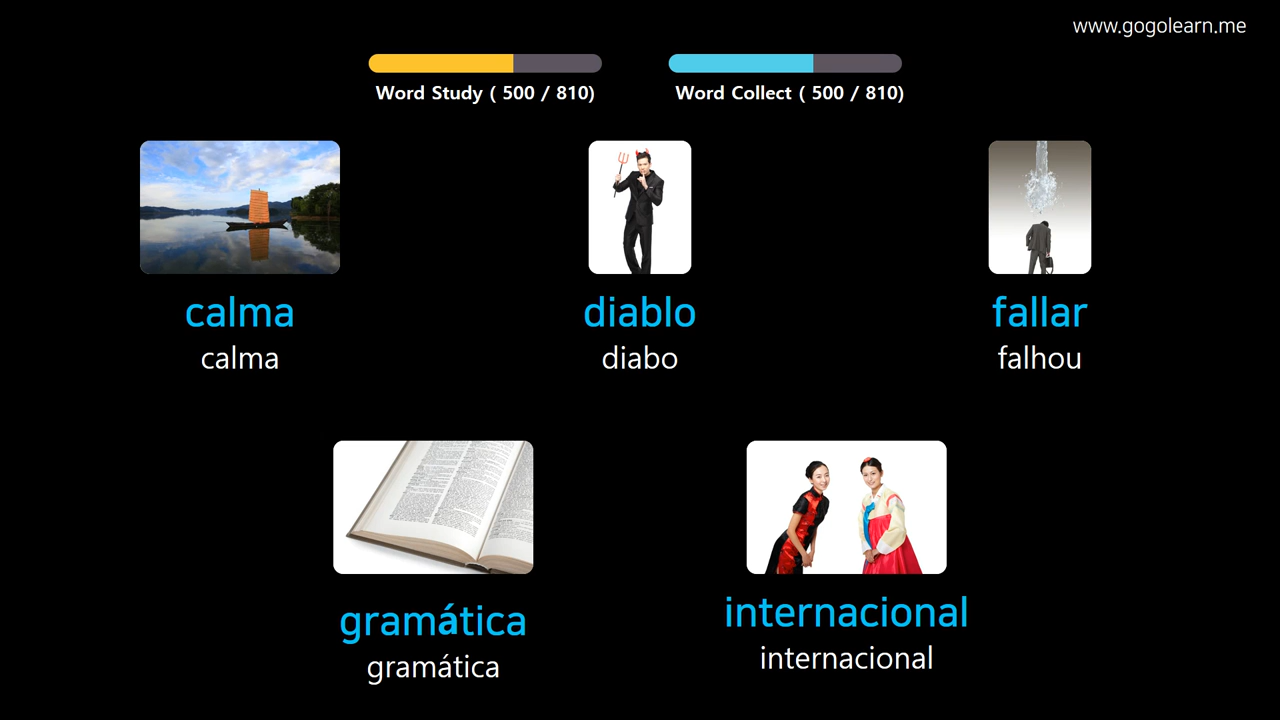 www.gogolearn.me
Word Study ( 500 / 810)
Word Collect ( 500 / 810)
calma
calma
diablo
diabo
fallar
falhou
gramática
gramática
internacional
internacional